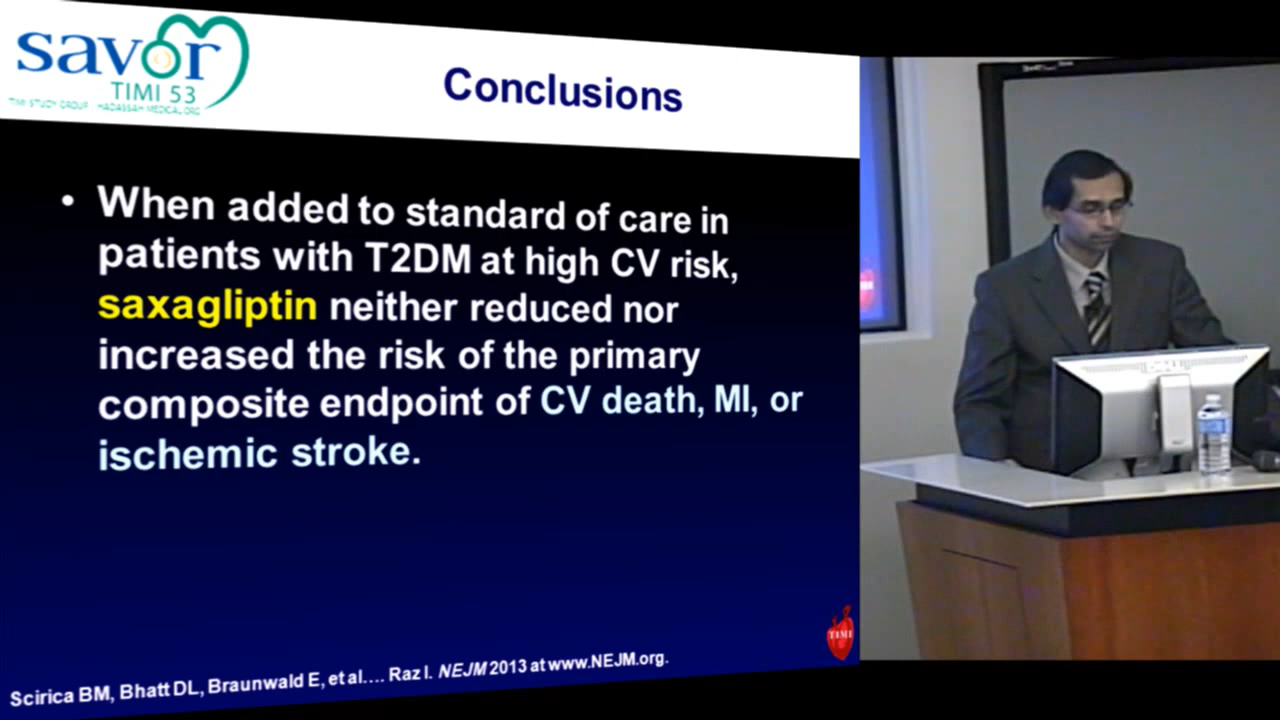 savor
TIMI 53
TIMI STUDY GROUP HADASSAH MEDICAL ORG
Conclusions
• When added to standard of care in
patients with T2DM at high CV risk,
saxagliptin neither reduced nor
increased the risk of the primary
composite endpoint of CV death, MI, or
ischemic stroke.
TIMI
Scirica BM, Bhatt DL, Braunwald E, et al.... Raz I. NEJM 2013 at www.NEJM.org.
DELL